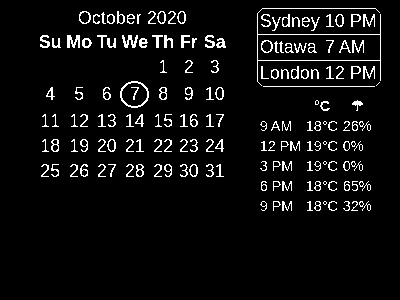 October 2020
Su Mo Tu We Th Fr Sa
1 2 3
4 5 6 7 8 9 10
11 12 13 14 15 16 17
18 19 20 21 22 23 24
25 26 27 28 29 30 31
Sydney 10 PM
Ottawa 7 AM
London 12 PM
°C
9 AM 18°C 26%
12 PM 19°C 0%
3 PM 19°C 0%
6 PM 18°C 65%
9 PM 18°C 32%